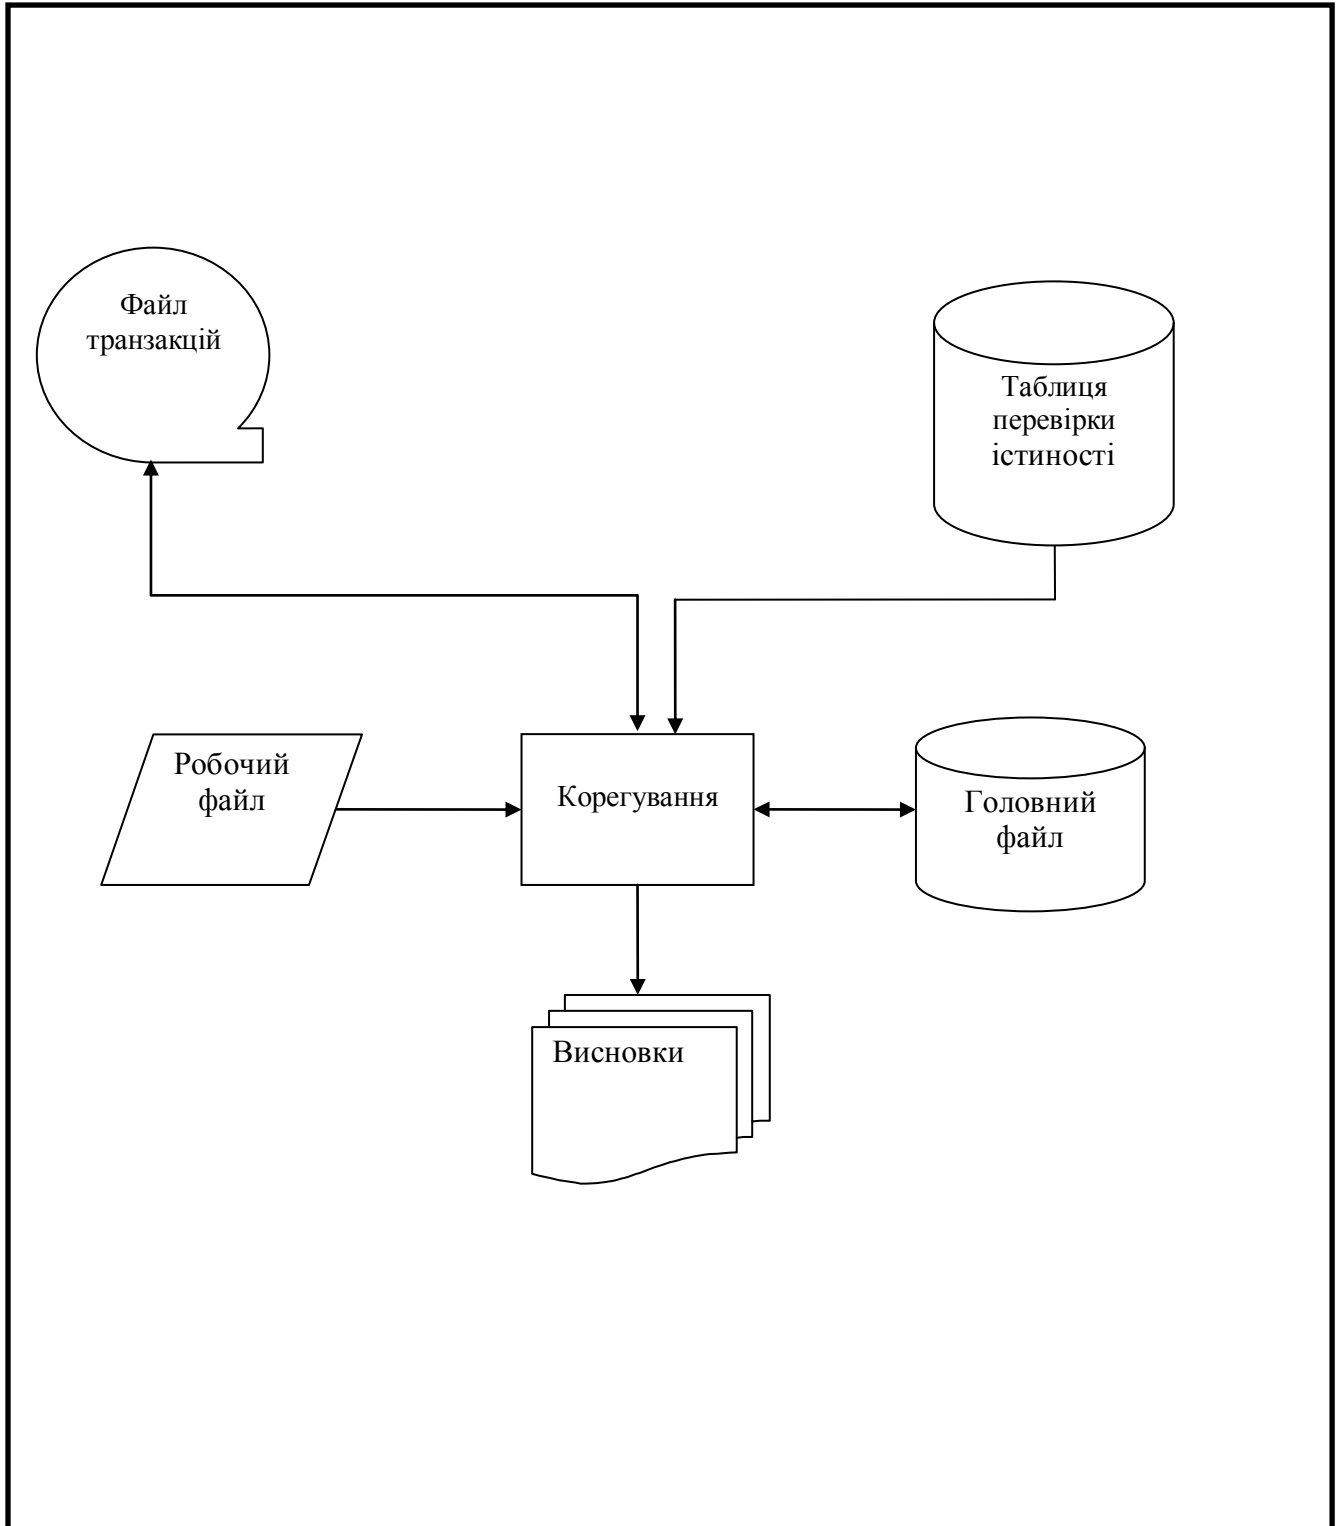 Файл
транзакцій
Таблиця
перевірки
істиності
Робочий
файл
Корегування
Головний
файл
Висновки